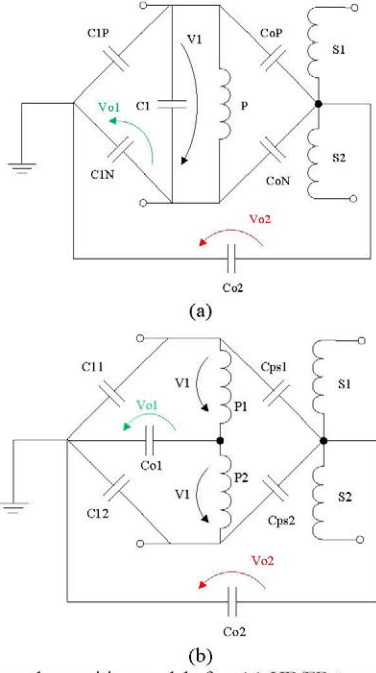 C1P
V1
CoP
S1
Vo1
C1
P
C1N
CoN
S2
Vo2
Co2
(a)
C11
V1
P1
Cps1
S1
Vo1
Co1
V1
P2
S2
C12
Cps2
Vo2
Co2
(b)